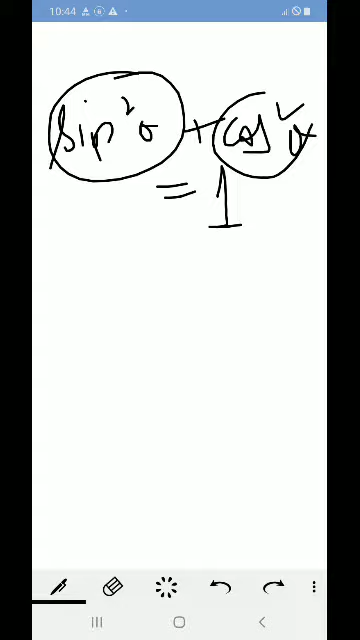 10:44
sin²θ + cos²θ
= 1